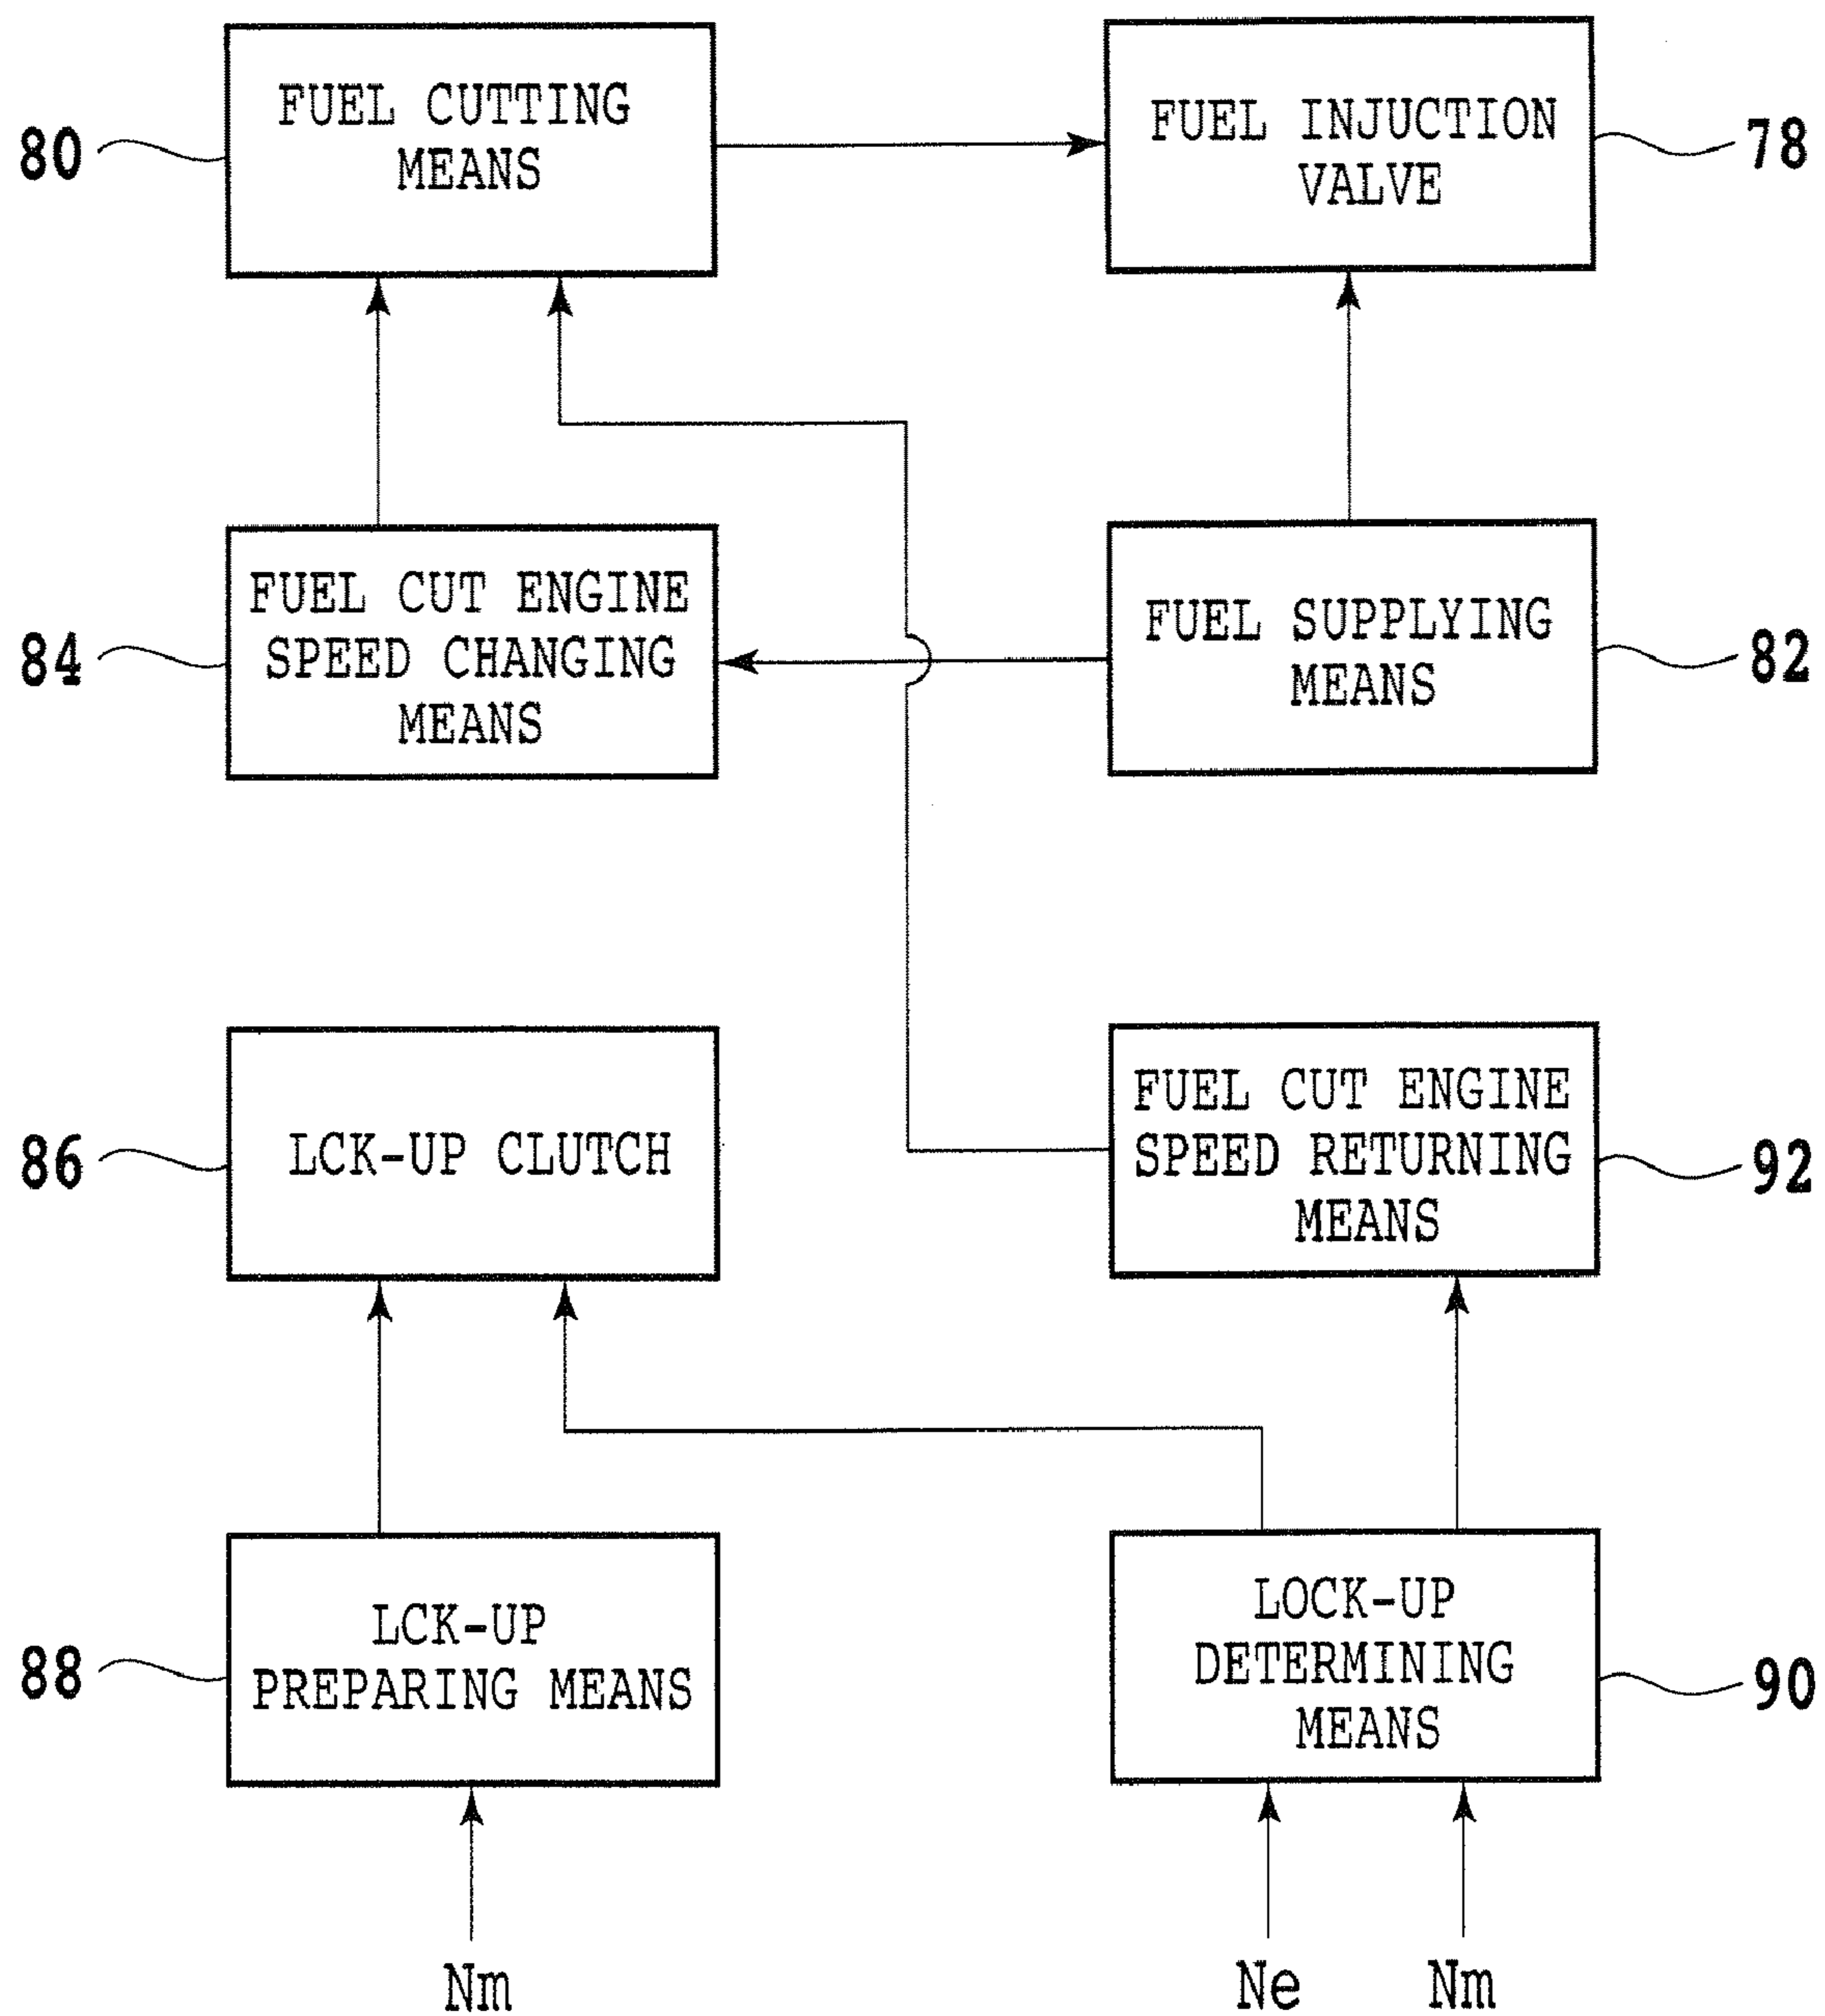 FUEL CUTTING
MEANS
80
FUEL INJUCTION
VALVE
78
FUEL CUT ENGINE
SPEED CHANGING
MEANS
84
FUEL SUPPLYING
MEANS
82
LCK-UP CLUTCH
86
FUEL CUT ENGINE
SPEED RETURNING
MEANS
92
LCK-UP
PREPARING MEANS
88
LOCK-UP
DETERMINING
MEANS
90
Nm
Ne
Nm